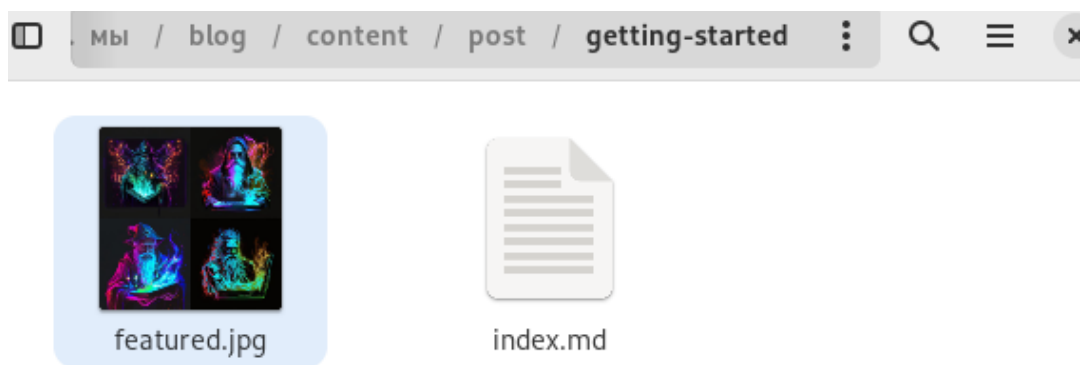 . мы / blog / content / post / getting-started
featured.jpg
index.md